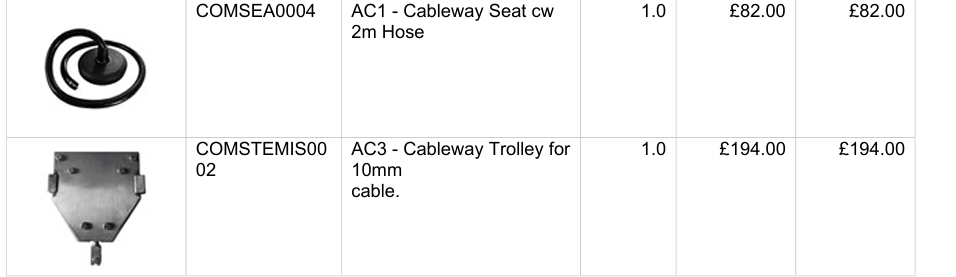 COMSEA0004 AC1 - Cableway Seat cw 1.0 £82.00 £82.00
2m Hose
COMSTEMIS00 AC3 - Cableway Trolley for 1.0 £194.00 £194.00
02 10mm
cable.